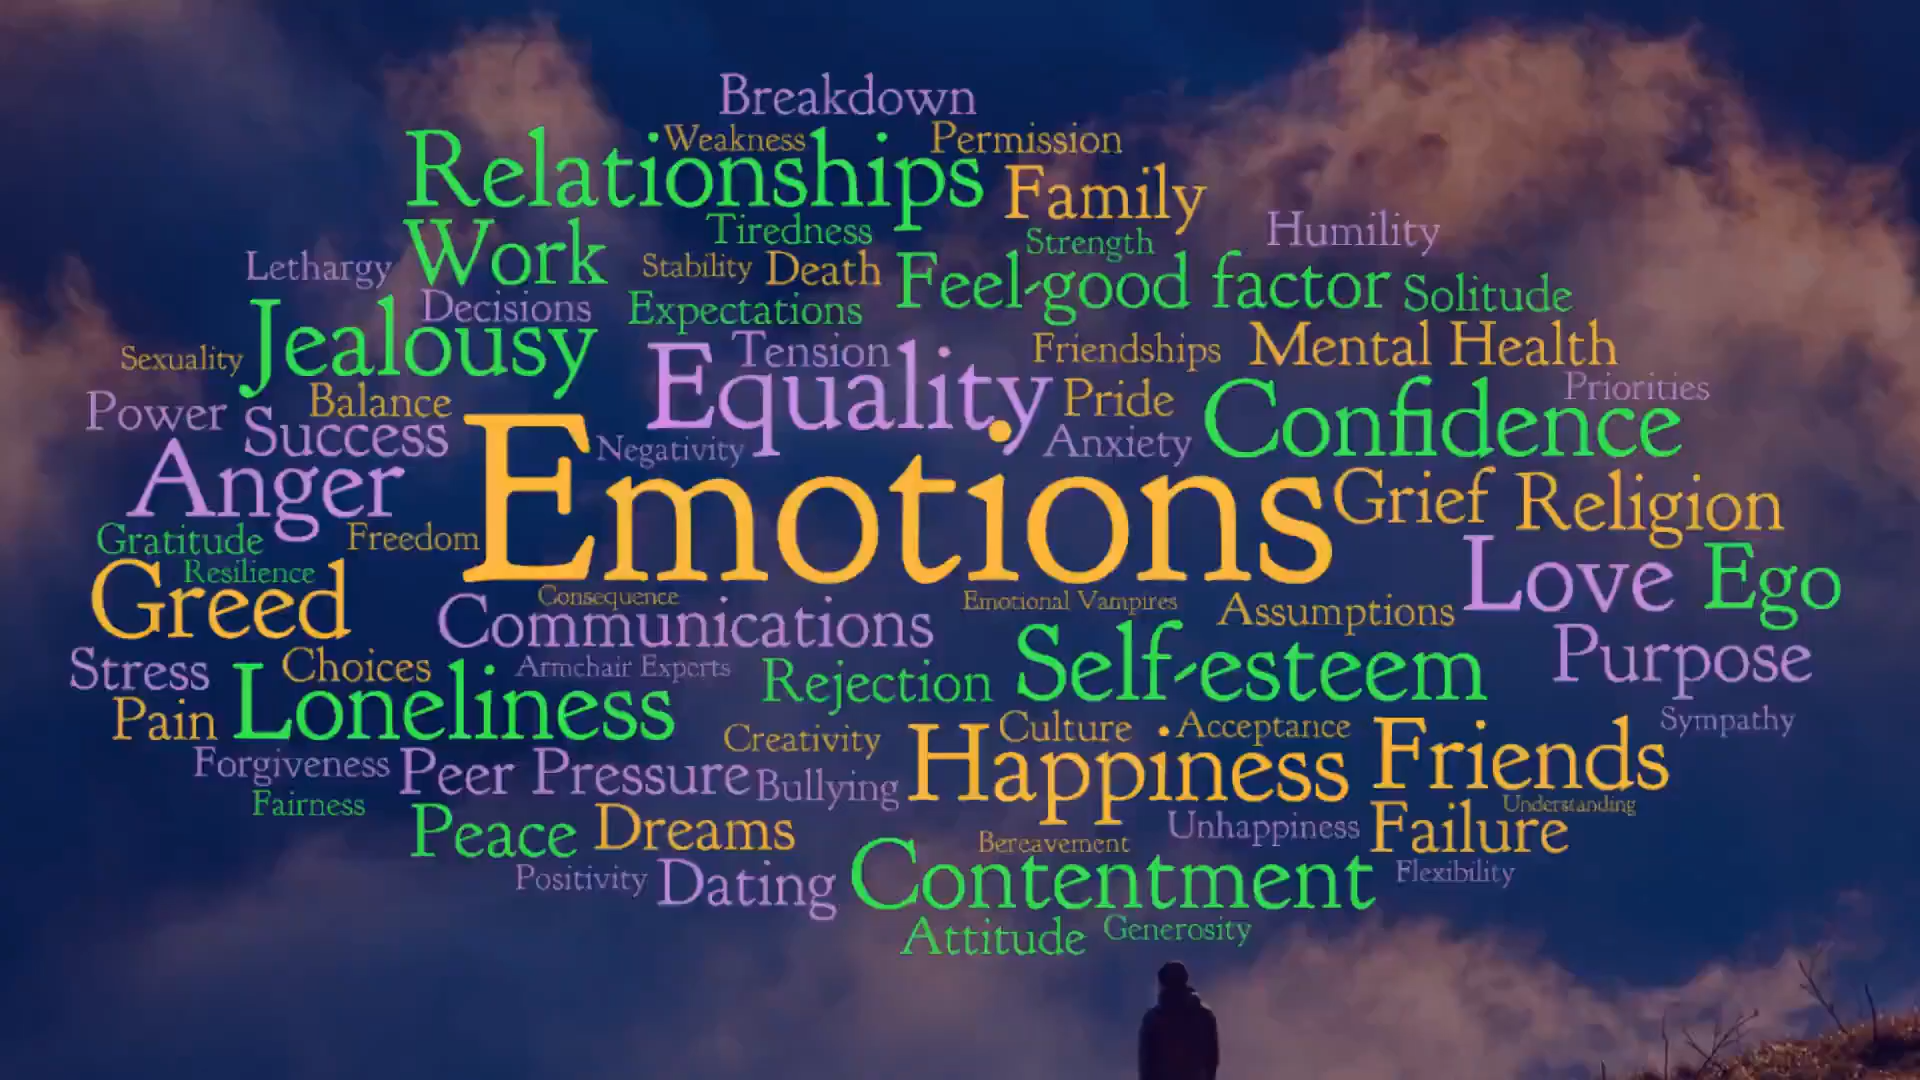 Breakdown
Weakness
Permission
Relationships
Family
Tiredness
Strength
Humility
Lethargy
Work
Stability
Death
Feel-good factor
Solitude
Decisions
Expectations
Jealousy
Sexuality
Tension
Friendships
Mental Health
Equality
Priorities
Power
Balance
Pride
Confidence
Success
Negativity
Anxiety
Anger
Emotions
Grief
Religion
Gratitude
Freedom
Resilience
Greed
Love
Ego
Consequence
Emotional Vampires
Assumptions
Communications
Stress
Choices
Armchair Experts
Rejection
Self-esteem
Purpose
Pain
Loneliness
Creativity
Culture
Acceptance
Friends
Sympathy
Forgiveness
Peer Pressure
Bullying
Happiness
Fairness
Understanding
Peace
Dreams
Unhappiness
Failure
Bereavement
Positivity
Dating
Contentment
Flexibility
Attitude
Generosity